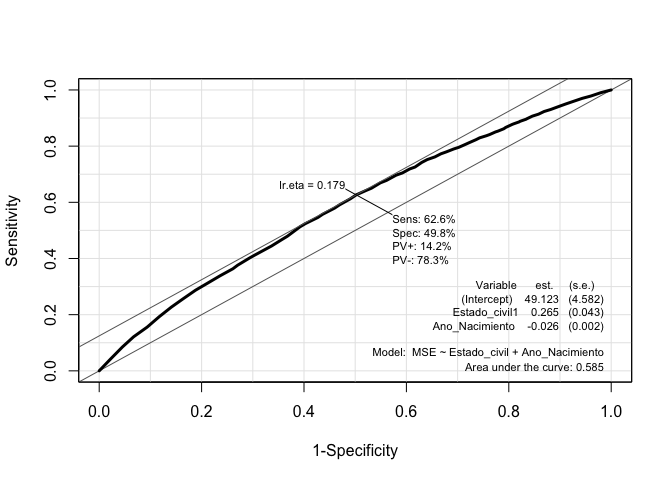 Sensitivity
1.0
0.8
0.6
0.4
0.2
0.0
lr.eta = 0.179
Sens: 62.6%
Spec: 49.8%
PV+: 14.2%
PV-: 78.3%
Variable est. (s.e.)
(Intercept) 49.123 (4.582)
Estado_civil1 0.265 (0.043)
Ano_Nacimiento -0.026 (0.002)
Model: MSE ~ Estado_civil + Ano_Nacimiento
Area under the curve: 0.585
0.0 0.2 0.4 0.6 0.8 1.0
1-Specificity